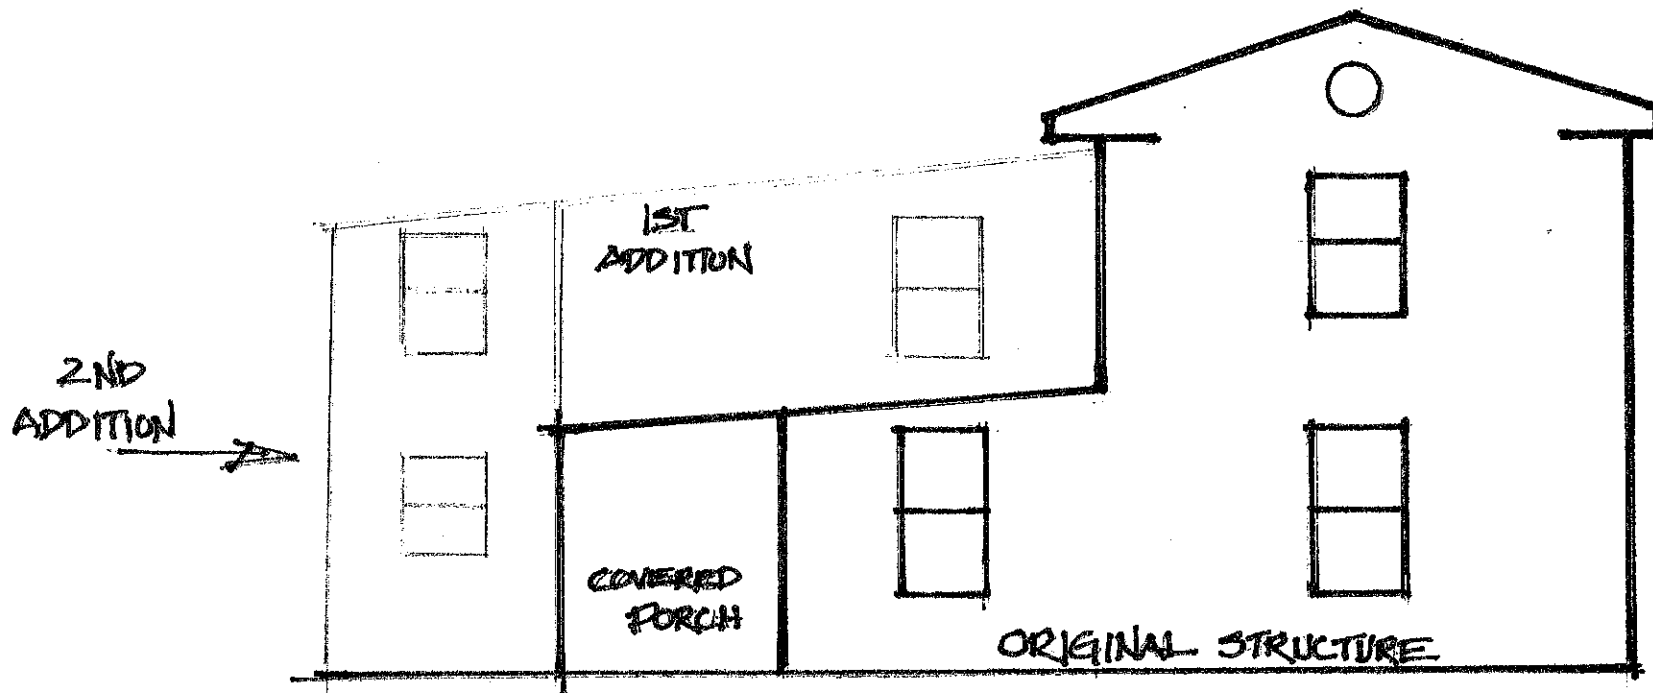 1ST
ADDITION
2ND
ADDITION
COVERED
PORCH
ORIGINAL STRUCTURE